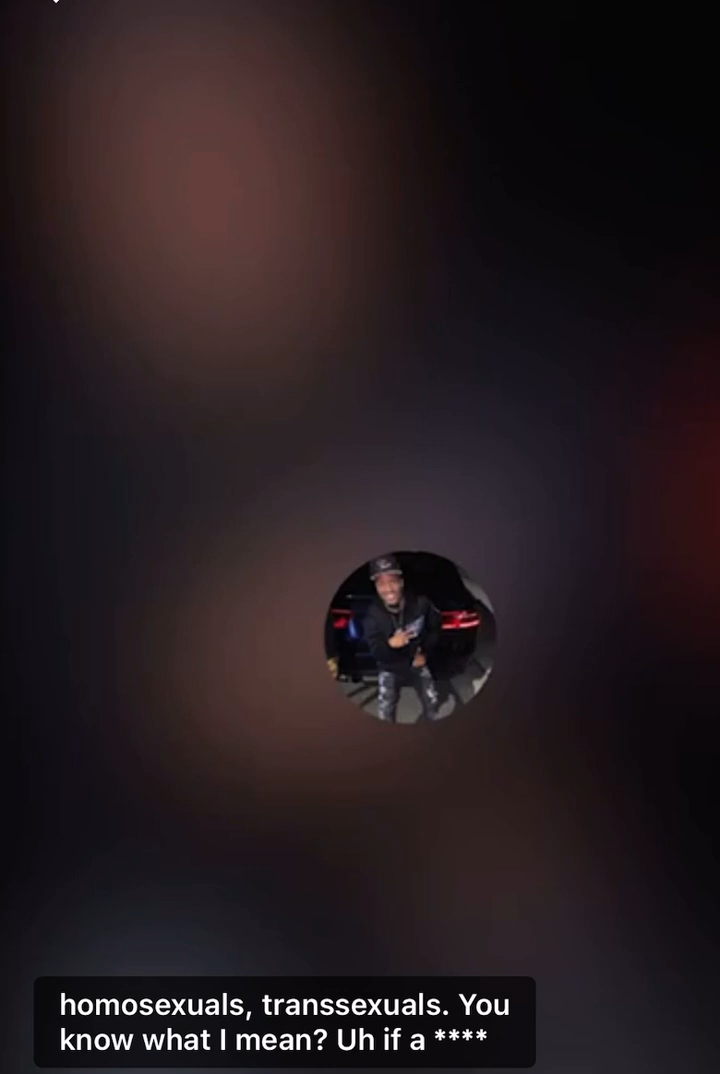 homosexuals, transsexuals. You
know what I mean? Uh if a ****